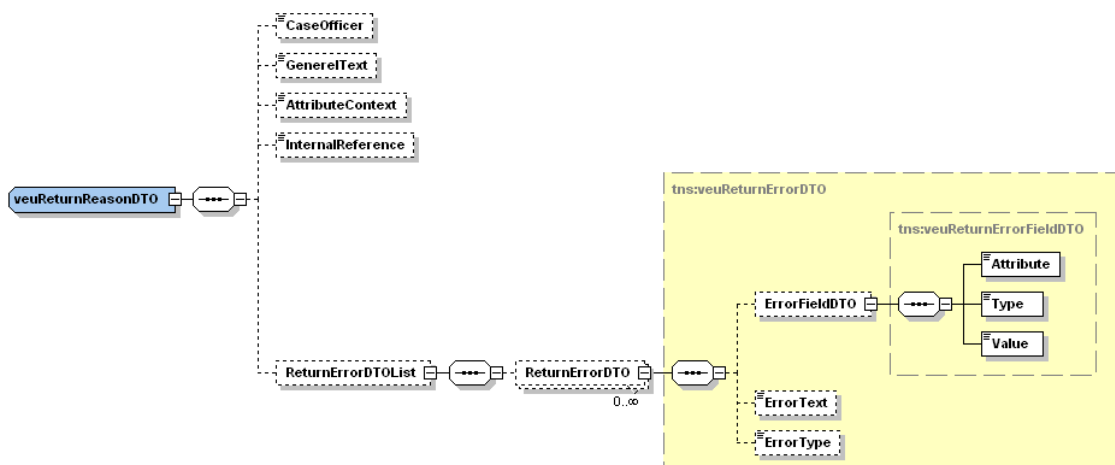 CaseOfficer
GenerelText
AttributeContext
InternalReference
veuReturnReasonDTO
tns:veuReturnErrorDTO
tns:veuReturnErrorFieldDTO
Attribute
ErrorFieldDTO
Type
Value
ReturnErrorDTOList
ReturnErrorDTO
0..∞
ErrorText
ErrorType